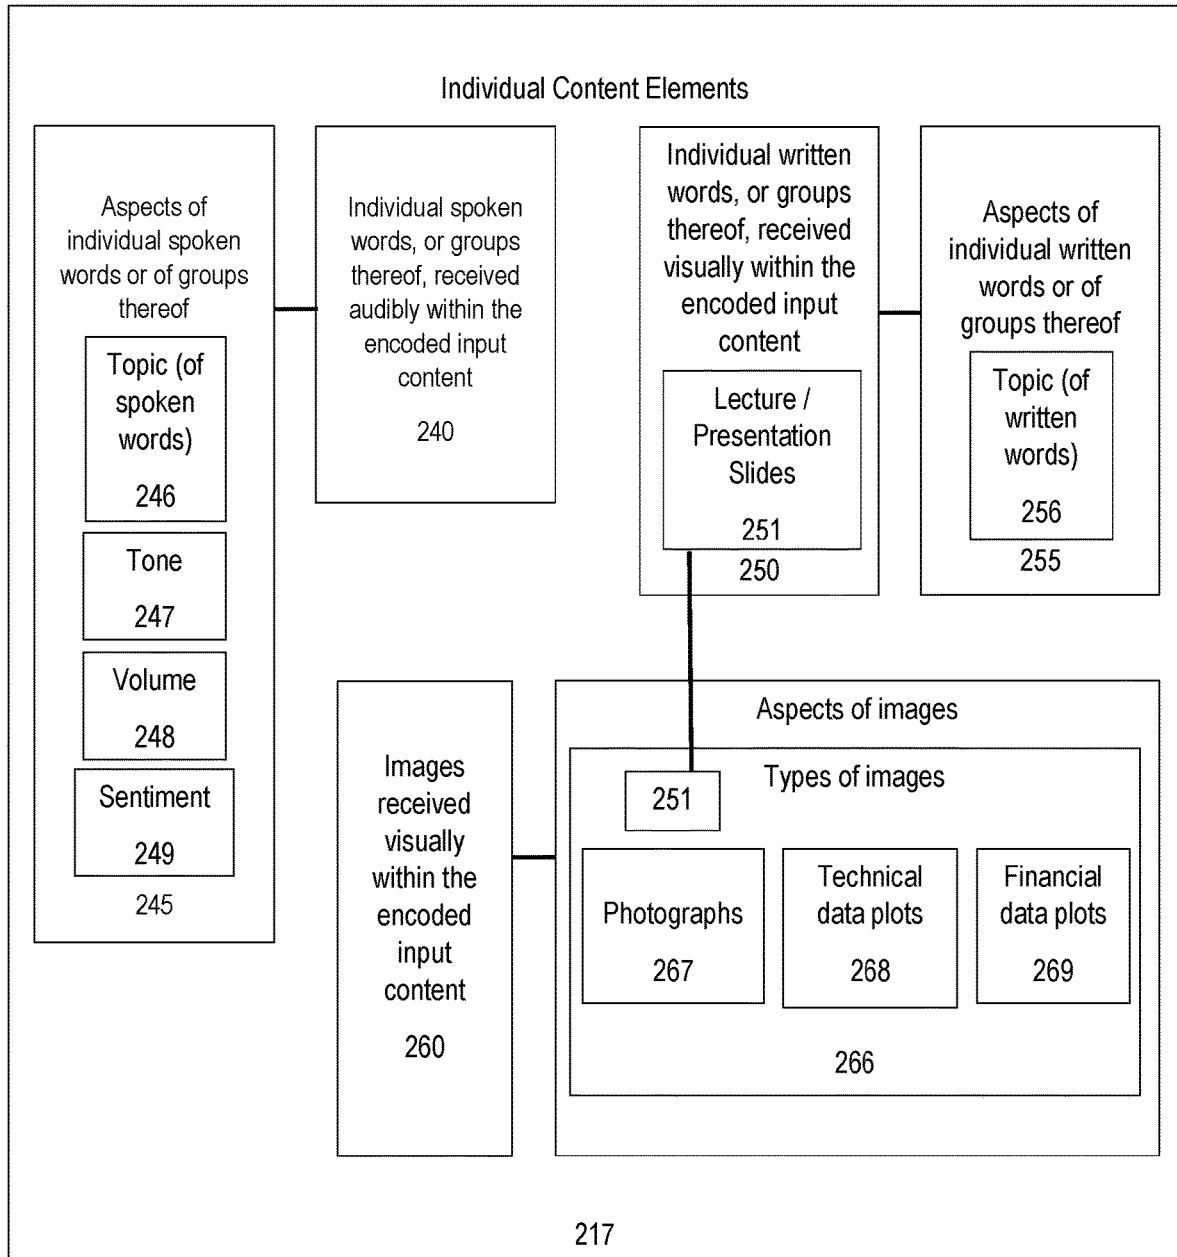 Individual Content Elements
Aspects of
individual spoken
words or of groups
thereof
Topic (of
spoken
words)
246
Tone
247
Volume
248
Sentiment
249
245
Individual spoken
words, or groups
thereof, received
audibly within the
encoded input
content
240
Individual written
words, or groups
thereof, received
visually within the
encoded input
content
Lecture /
Presentation
Slides
251
250
Aspects of
individual written
words or of
groups thereof
Topic (of
written
words)
256
255
Images
received
visually
within the
encoded
input
content
260
Aspects of images
Types of images
251
Photographs
267
Technical
data plots
268
Financial
data plots
269
266
217